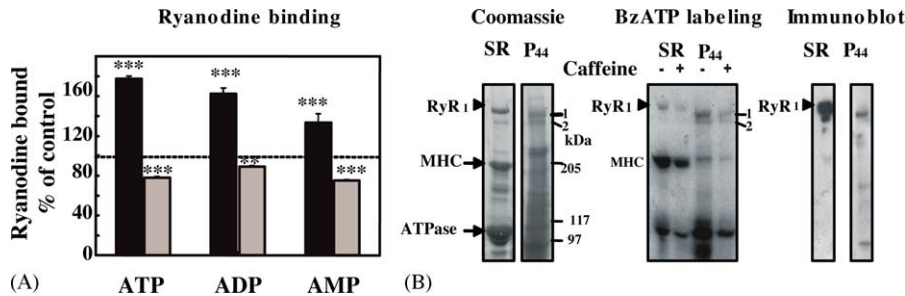 Ryanodine binding
Ryanodine bound
% of control
200
160
120
80
40
0
***
***
***
***
**
***
ATP ADP AMP
(A)
Coomassie
SR P44
RyR1
MHC
ATPase
1
2
kDa
205
117
97
(B)
BzATP labeling
SR P44
Caffeine - + - +
RyR1
MHC
1
2
Immunoblot
SR P44
RyR1